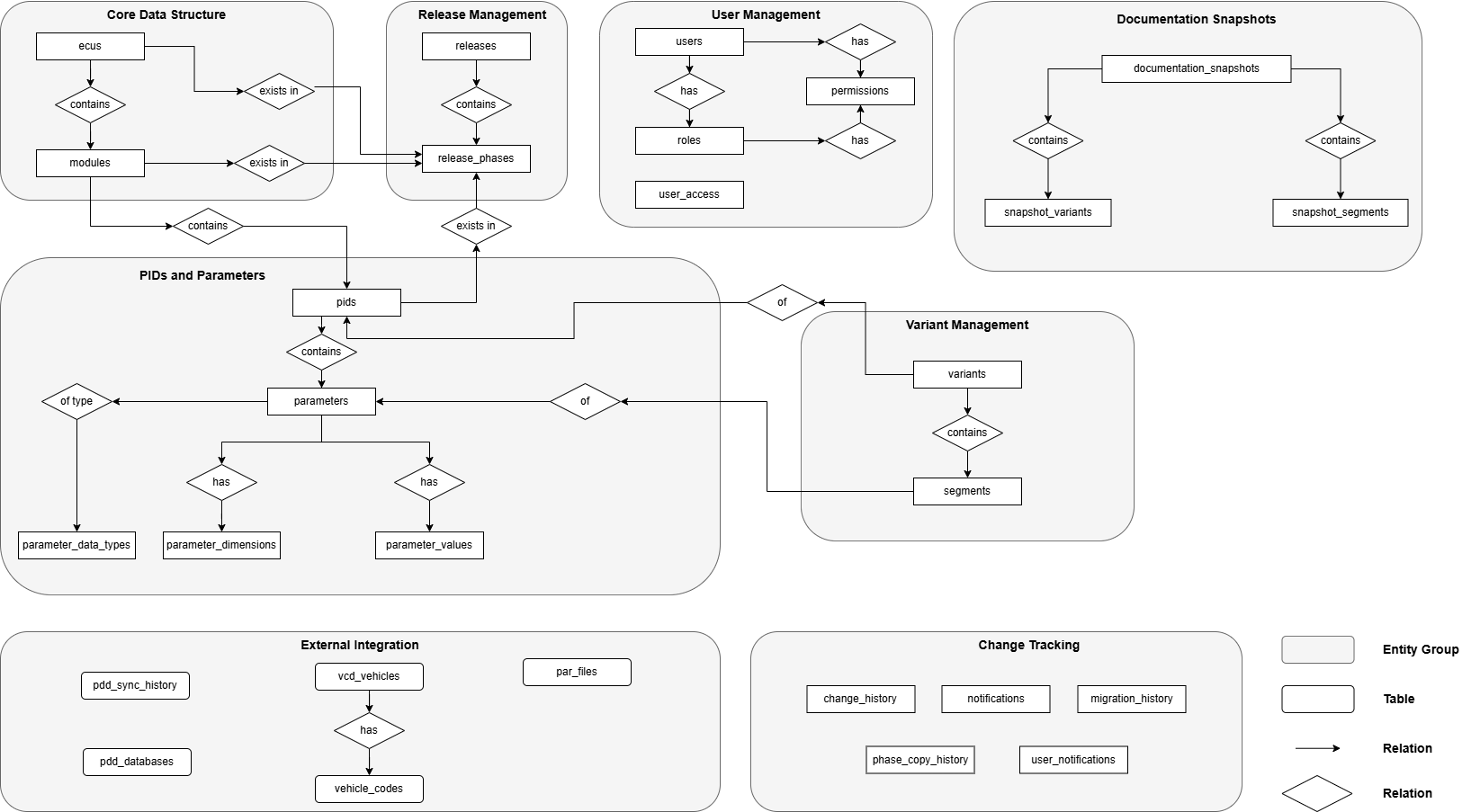 Core Data Structure
ecus
contains
exists in
modules
exists in
contains
Release Management
releases
contains
release_phases
exists in
User Management
users
has
has
permissions
roles
has
user_access
Documentation Snapshots
documentation_snapshots
contains
contains
snapshot_variants
snapshot_segments
PIDs and Parameters
pids
contains
parameters
of type
has
has
parameter_data_types
parameter_dimensions
parameter_values
of
of
Variant Management
variants
contains
segments
External Integration
pdd_sync_history
vcd_vehicles
par_files
has
pdd_databases
vehicle_codes
Change Tracking
change_history
notifications
migration_history
phase_copy_history
user_notifications
Entity Group
Table
Relation
Relation